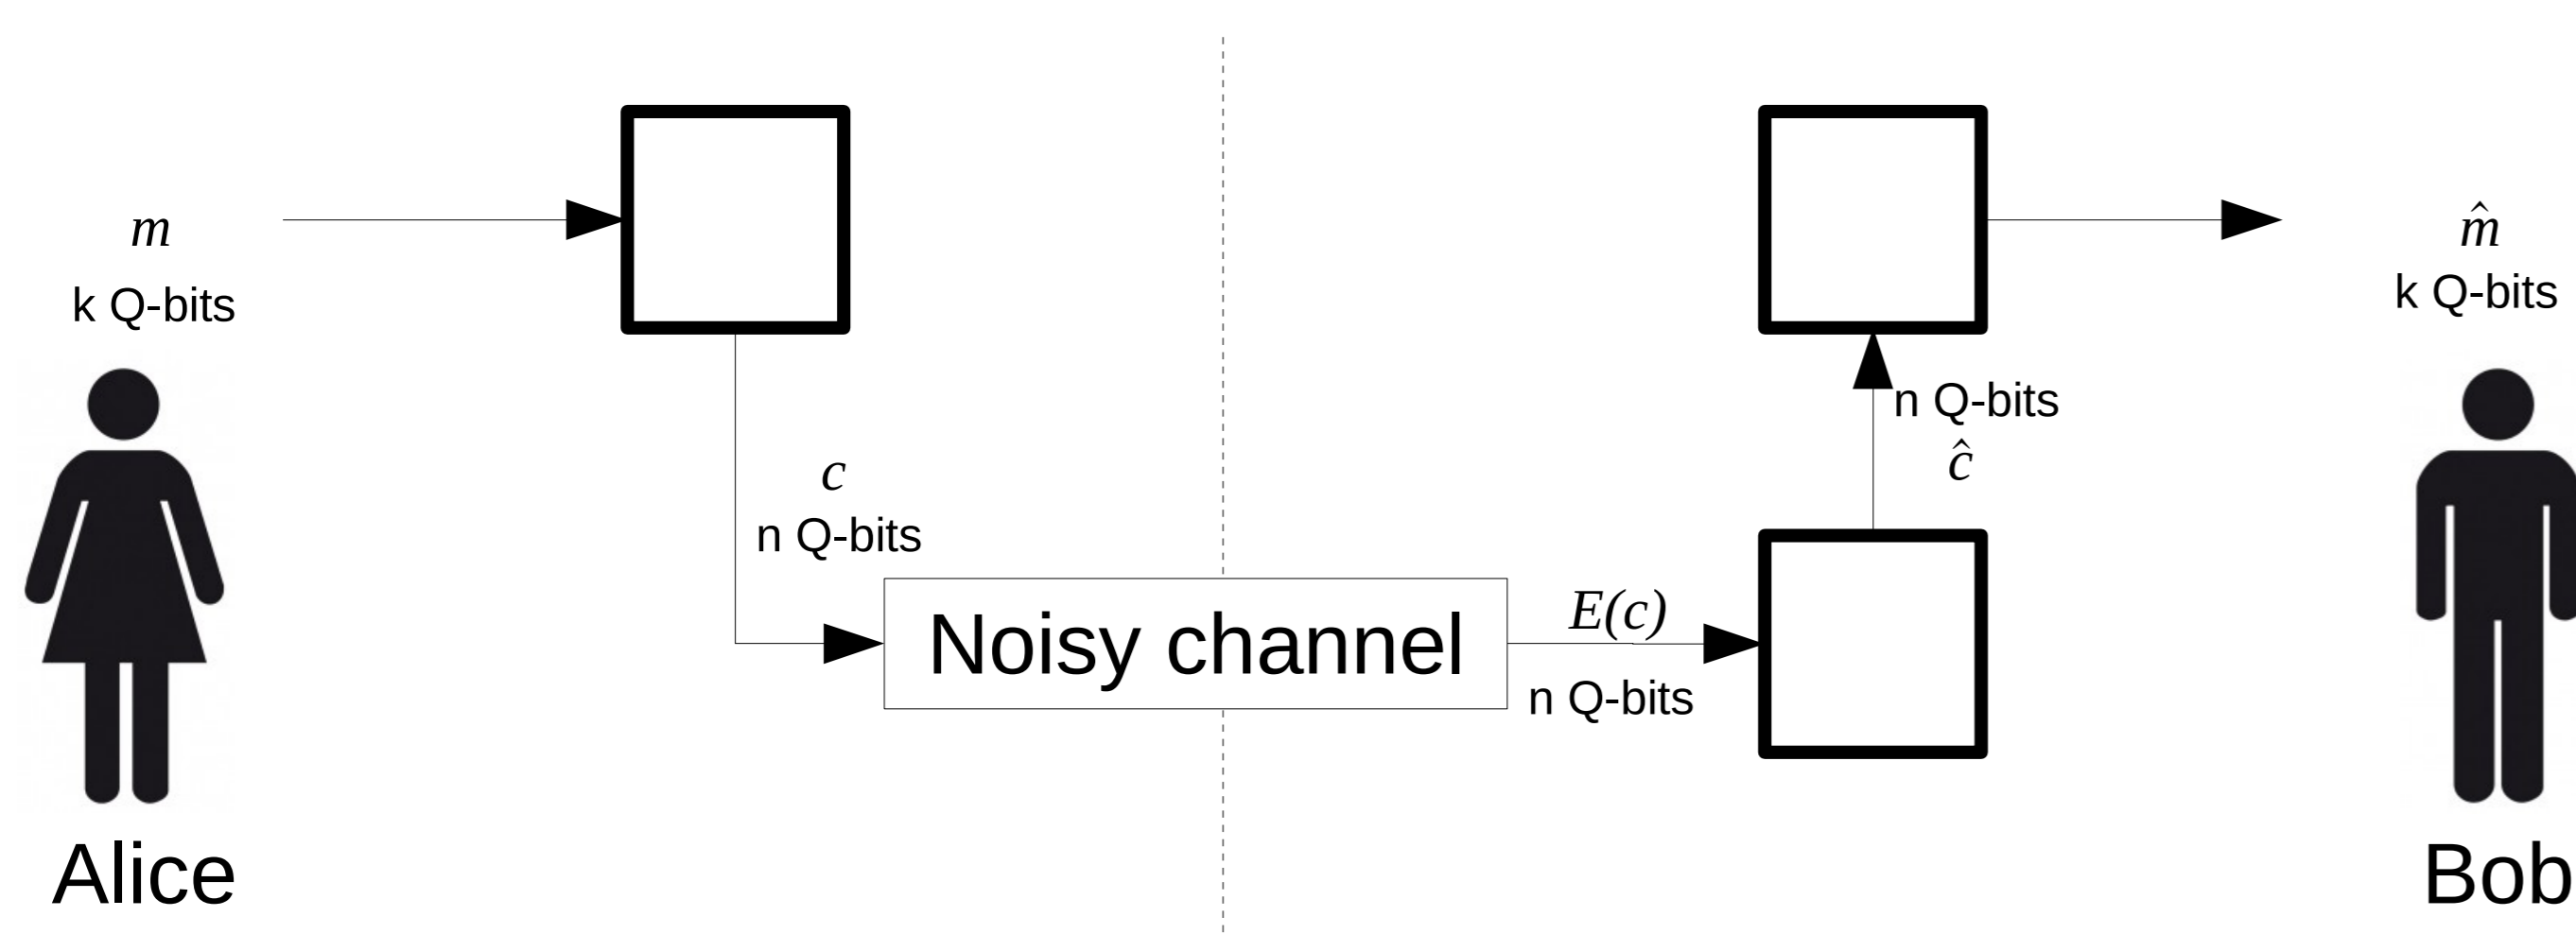 m
k Q-bits
Alice
c
n Q-bits
Noisy channel
E(c)
n Q-bits
n Q-bits
ĉ
m̂
k Q-bits
Bob